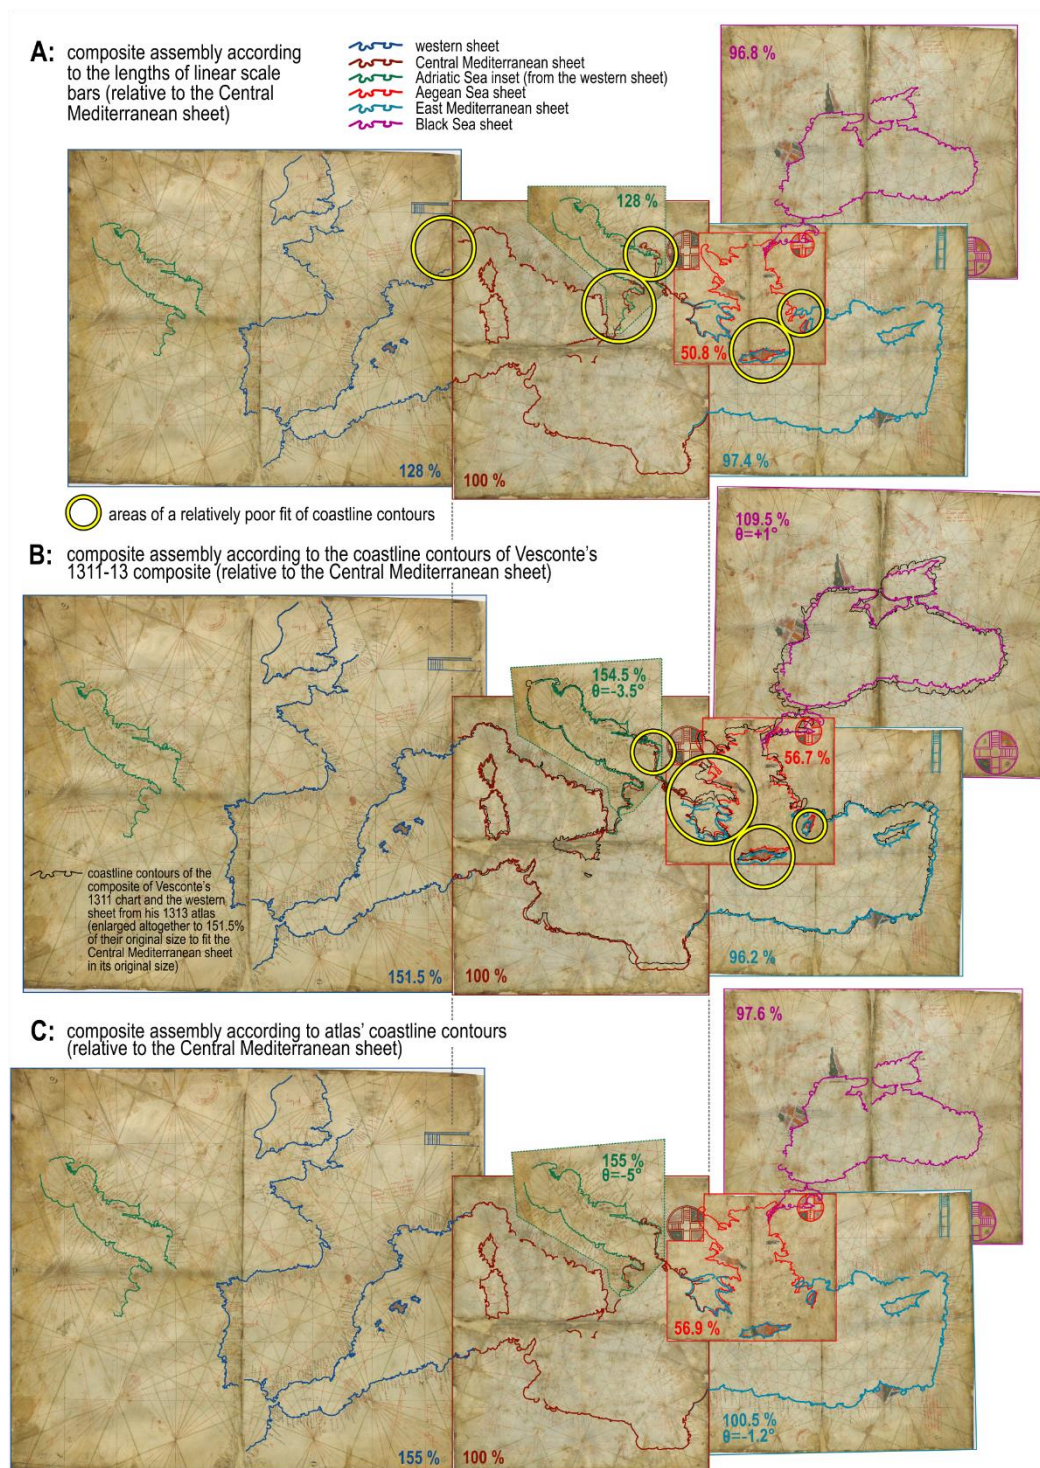 A: composite assembly according
to the lengths of linear scale
bars (relative to the Central
Mediterranean sheet)
western sheet
Central Mediterranean sheet
Adriatic Sea inset (from the western sheet)
Aegean Sea sheet
East Mediterranean sheet
Black Sea sheet
96.8 %
128 %
50.8 %
128 %
100 %
97.4 %
areas of a relatively poor fit of coastline contours
B: composite assembly according to the coastline contours of Vesconte's
1311-13 composite (relative to the Central Mediterranean sheet)
109.5 %
θ=+1°
154.5 %
θ=-3.5°
56.7 %
coastline contours of the
composite of Vesconte's
1311 chart and the western
sheet from his 1313 atlas
(enlarged altogether to 151.5%
of their original size to fit the
Central Mediterranean sheet
in its original size)
151.5 %
100 %
96.2 %
C: composite assembly according to atlas' coastline contours
(relative to the Central Mediterranean sheet)
97.6 %
155 %
θ=-5°
56.9 %
155 %
100 %
100.5 %
θ=-1.2°